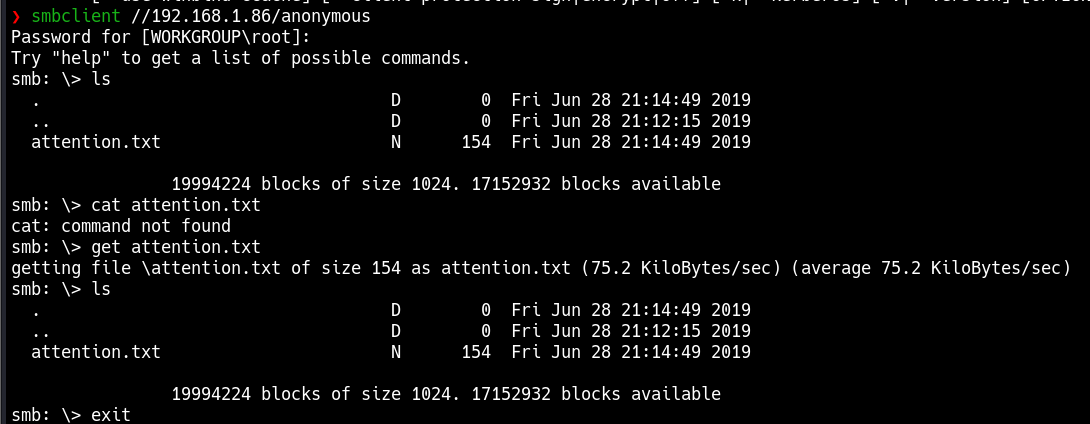 ❯ smbclient //192.168.1.86/anonymous
Password for [WORKGROUP\root]:
Try "help" to get a list of possible commands.
smb: \> ls
  .                                   D        0  Fri Jun 28 21:14:49 2019
  ..                                  D        0  Fri Jun 28 21:12:15 2019
  attention.txt                       N      154  Fri Jun 28 21:14:49 2019

                19994224 blocks of size 1024. 17152932 blocks available
smb: \> cat attention.txt
cat: command not found
smb: \> get attention.txt
getting file \attention.txt of size 154 as attention.txt (75.2 KiloBytes/sec) (average 75.2 KiloBytes/sec)
smb: \> ls
  .                                   D        0  Fri Jun 28 21:14:49 2019
  ..                                  D        0  Fri Jun 28 21:12:15 2019
  attention.txt                       N      154  Fri Jun 28 21:14:49 2019

                19994224 blocks of size 1024. 17152932 blocks available
smb: \> exit